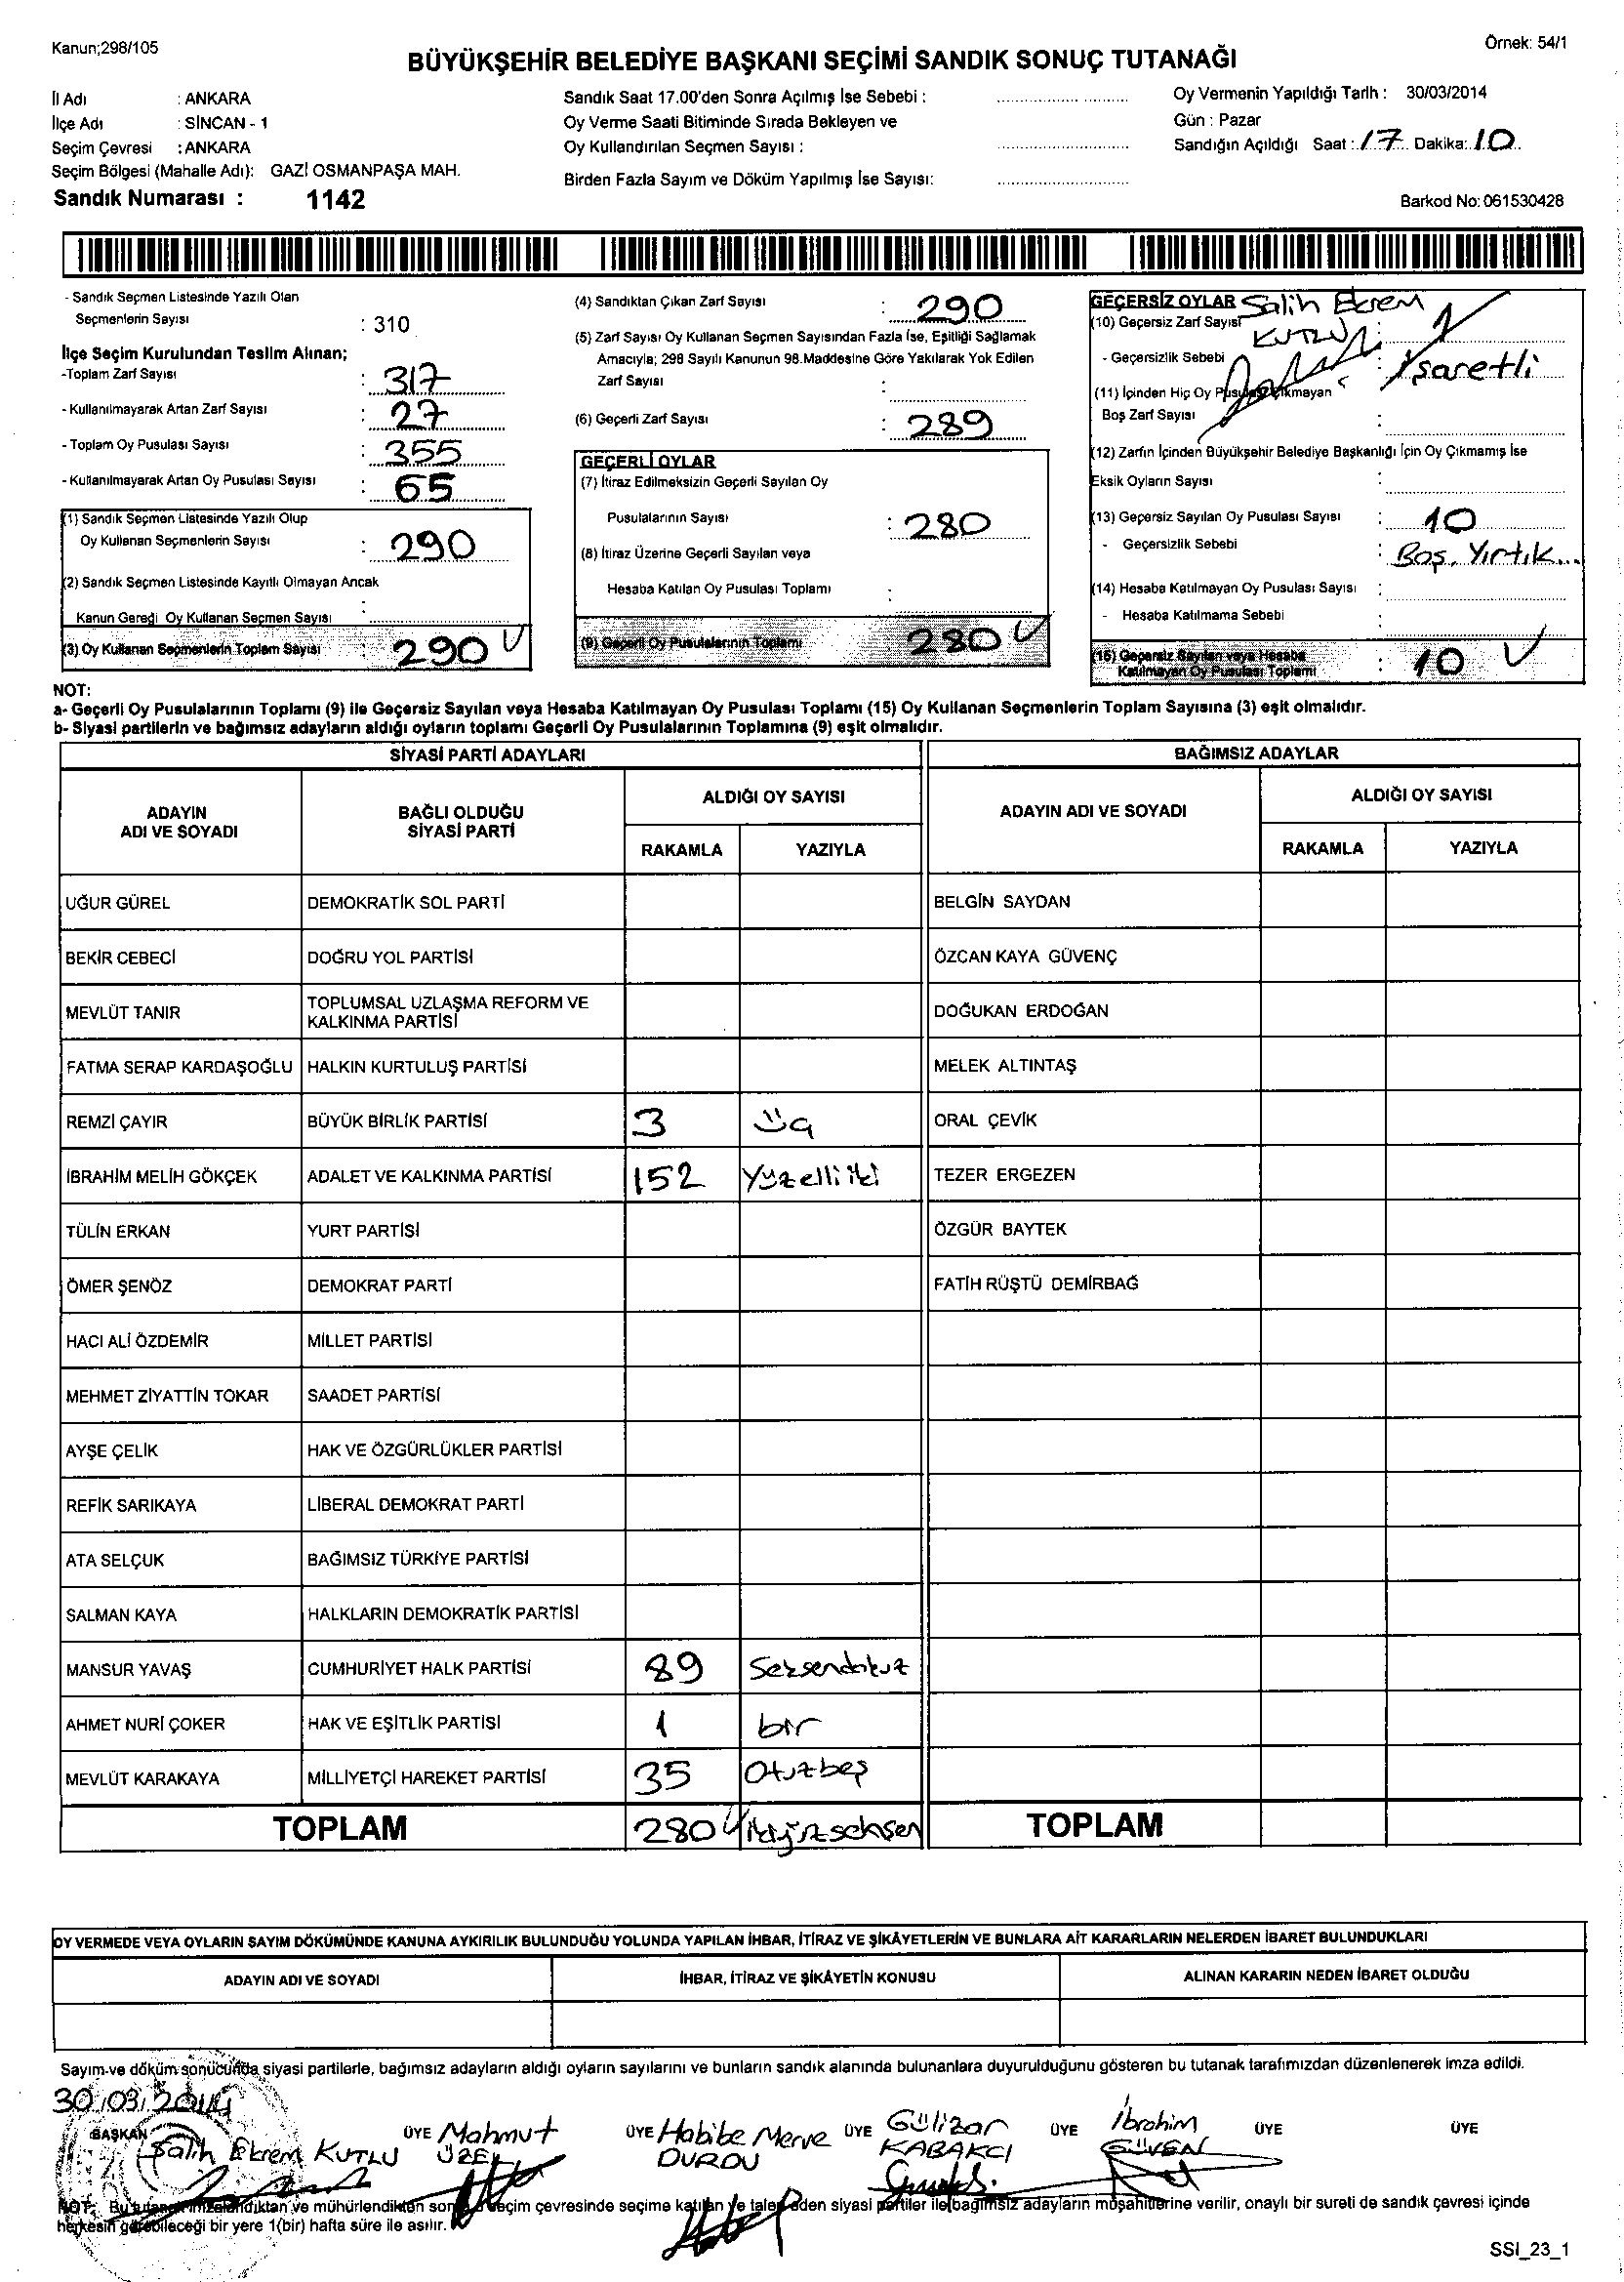 Kanun;298/105
Örnek: 54/1
BÜYÜKŞEHİR BELEDİYE BAŞKANI SEÇİMİ SANDIK SONUÇ TUTANAĞI
İl Adı : ANKARA
İlçe Adı : SİNCAN - 1
Seçim Çevresi : ANKARA
Seçim Bölgesi (Mahalle Adı): GAZİ OSMANPAŞA MAH.
Sandık Numarası : 1142
Sandık Saat 17.00'den Sonra Açılmış İse Sebebi :
Oy Verme Saati Bitiminde Sırada Bekleyen ve
Oy Kullandırılan Seçmen Sayısı :
Birden Fazla Sayım ve Döküm Yapılmış İse Sayısı:
Oy Vermenin Yapıldığı Tarih : 30/03/2014
Gün : Pazar
Sandığın Açıldığı Saat : 17 Dakika: 10
Barkod No: 061530428
- Sandık Seçmen Listesinde Yazılı Olan
Seçmenlerin Sayısı : 310
İlçe Seçim Kurulundan Teslim Alınan;
-Toplam Zarf Sayısı : 317
- Kullanılmayarak Artan Zarf Sayısı : 27
- Toplam Oy Pusulası Sayısı : 355
- Kullanılmayarak Artan Oy Pusulası Sayısı : 65
(1) Sandık Seçmen Listesinde Yazılı Olup
Oy Kullanan Seçmenlerin Sayısı : 290
(2) Sandık Seçmen Listesinde Kayıtlı Olmayan Ancak
Kanun Gereği Oy Kullanan Seçmen Sayısı :
(3) Oy Kullanan Seçmenlerin Toplam Sayısı : 290
(4) Sandıktan Çıkan Zarf Sayısı : 290
(5) Zarf Sayısı Oy Kullanan Seçmen Sayısından Fazla İse, Eşitliği Sağlamak
Amacıyla; 298 Sayılı Kanunun 98.Maddesine Göre Yakılarak Yok Edilen
Zarf Sayısı :
(6) Geçerli Zarf Sayısı : 289
GEÇERLİ OYLAR
(7) İtiraz Edilmeksizin Geçerli Sayılan Oy
Pusulalarının Sayısı : 280
(8) İtiraz Üzerine Geçerli Sayılan veya
Hesaba Katılan Oy Pusulası Toplamı :
(9) Geçerli Oy Pusulalarının Toplamı 280
GEÇERSİZ OYLAR Salih Ekrem
(10) Geçersiz Zarf Sayısı KUTLU 1
- Geçersizlik Sebebi İşaretli
(11) İçinden Hiç Oy Pusulası Çıkmayan
Boş Zarf Sayısı :
(12) Zarfın İçinden Büyükşehir Belediye Başkanlığı İçin Oy Çıkmamış İse
Eksik Oyların Sayısı :
(13) Geçersiz Sayılan Oy Pusulası Sayısı : 10
- Geçersizlik Sebebi : Boş, Yırtık...
(14) Hesaba Katılmayan Oy Pusulası Sayısı :
- Hesaba Katılmama Sebebi :
(15) Geçersiz Sayılan veya Hesaba
Katılmayan Oy Pusulası Toplamı : 10
NOT:
a- Geçerli Oy Pusulalarının Toplamı (9) ile Geçersiz Sayılan veya Hesaba Katılmayan Oy Pusulası Toplamı (15) Oy Kullanan Seçmenlerin Toplam Sayısına (3) eşit olmalıdır.
b- Siyasi partilerin ve bağımsız adayların aldığı oyların toplamı Geçerli Oy Pusulalarının Toplamına (9) eşit olmalıdır.
SİYASİ PARTİ ADAYLARI
BAĞIMSIZ ADAYLAR
ADAYIN
ADI VE SOYADI
BAĞLI OLDUĞU
SİYASİ PARTİ
ALDIĞI OY SAYISI
RAKAMLA YAZIYLA
ADAYIN ADI VE SOYADI
ALDIĞI OY SAYISI
RAKAMLA YAZIYLA
UĞUR GÜREL DEMOKRATİK SOL PARTİ BELGİN SAYDAN
BEKİR CEBECİ DOĞRU YOL PARTİSİ ÖZCAN KAYA GÜVENÇ
MEVLÜT TANIR TOPLUMSAL UZLAŞMA REFORM VE
KALKINMA PARTİSİ DOĞUKAN ERDOĞAN
FATMA SERAP KARDAŞOĞLU HALKIN KURTULUŞ PARTİSİ MELEK ALTINTAŞ
REMZİ ÇAYIR BÜYÜK BİRLİK PARTİSİ 3 üç ORAL ÇEVİK
İBRAHİM MELİH GÖKÇEK ADALET VE KALKINMA PARTİSİ 152 Yüzelliiki TEZER ERGEZEN
TÜLİN ERKAN YURT PARTİSİ ÖZGÜR BAYTEK
ÖMER ŞENÖZ DEMOKRAT PARTİ FATİH RÜŞTÜ DEMİRBAĞ
HACI ALİ ÖZDEMİR MİLLET PARTİSİ
MEHMET ZİYATTİN TOKAR SAADET PARTİSİ
AYŞE ÇELİK HAK VE ÖZGÜRLÜKLER PARTİSİ
REFİK SARIKAYA LİBERAL DEMOKRAT PARTİ
ATA SELÇUK BAĞIMSIZ TÜRKİYE PARTİSİ
SALMAN KAYA HALKLARIN DEMOKRATİK PARTİSİ
MANSUR YAVAŞ CUMHURİYET HALK PARTİSİ 89 Seksendokuz
AHMET NURİ ÇOKER HAK VE EŞİTLİK PARTİSİ 1 bir
MEVLÜT KARAKAYA MİLLİYETÇİ HAREKET PARTİSİ 35 Otuzbeş
TOPLAM 280 ikiyüzseksen TOPLAM
OY VERMEDE VEYA OYLARIN SAYIM DÖKÜMÜNDE KANUNA AYKIRILIK BULUNDUĞU YOLUNDA YAPILAN İHBAR, İTİRAZ VE ŞİKÂYETLERİN VE BUNLARA AİT KARARLARIN NELERDEN İBARET BULUNDUKLARI
ADAYIN ADI VE SOYADI İHBAR, İTİRAZ VE ŞİKÂYETİN KONUSU ALINAN KARARIN NEDEN İBARET OLDUĞU
Sayım ve döküm sonucunda siyasi partilerle, bağımsız adayların aldığı oyların sayılarını ve bunların sandık alanında bulunanlara duyurulduğunu gösteren bu tutanak tarafımızdan düzenlenerek imza edildi.
30/03/2014
BAŞKAN Salih Ekrem KUTLU
ÜYE Mahmut ÜZEL
ÜYE Habibe Merve DURDU
ÜYE Gülizar KABAKCI
ÜYE İbrahim GÜVEN
ÜYE
ÜYE
NOT: Bu tutanak imzalandıktan ve mühürlendikten sonra seçim çevresinde seçime katılan ve talep eden siyasi partiler ile bağımsız adayların müşahitlerine verilir, onaylı bir sureti de sandık çevresi içinde
herkesin görebileceği bir yere 1(bir) hafta süre ile asılır.
SSI_23_1